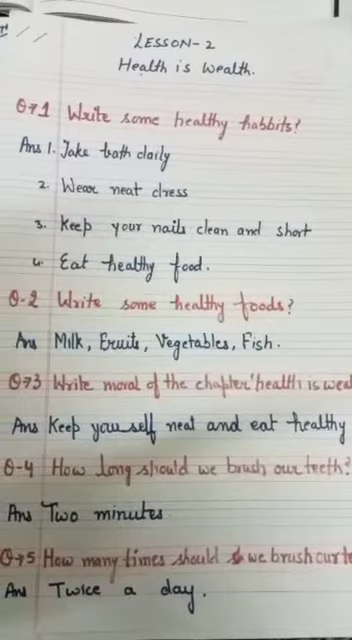 LESSON-2
Health is Wealth.
Q→1 Write some healthy habbits?
Ans 1. Take bath daily
2. Wear neat dress
3. Keep your nails clean and short
4. Eat healthy food.
Q-2 Write some healthy foods?
Ans Milk, Fruits, Vegetables, Fish.
Q→3 Write moral of the chapter 'health is weal
Ans Keep yourself neat and eat healthy
Q-4 How long should we brush our teeth?
Ans Two minutes
Q→5 How many times should we brush our te
Ans Twice a day.